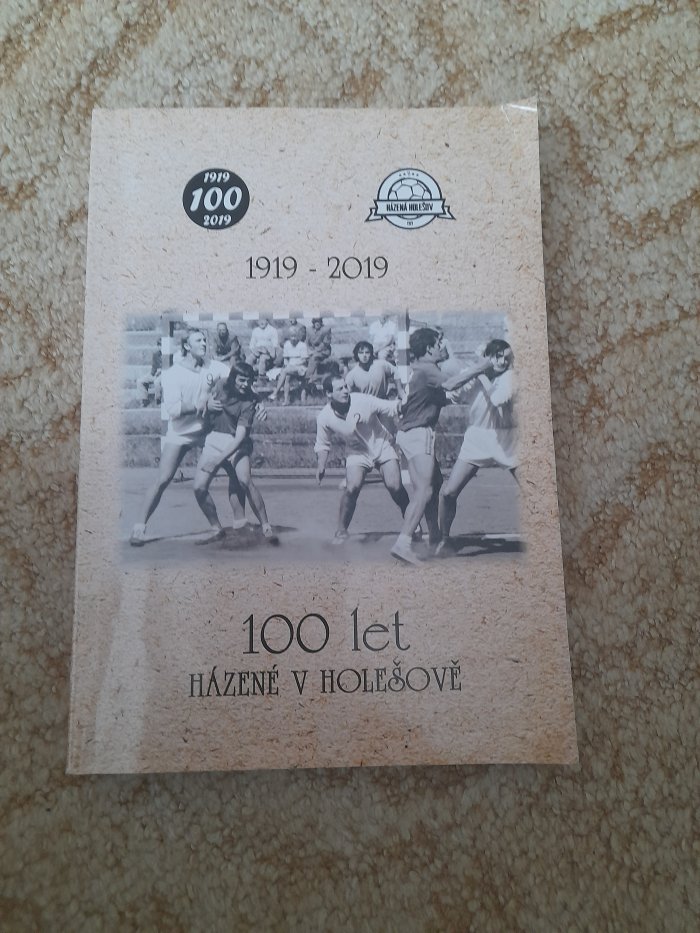 1919
100
2019
HÁZENÁ HOLEŠOV
1919 - 2019
100 let
HÁZENÉ V HOLEŠOVĚ